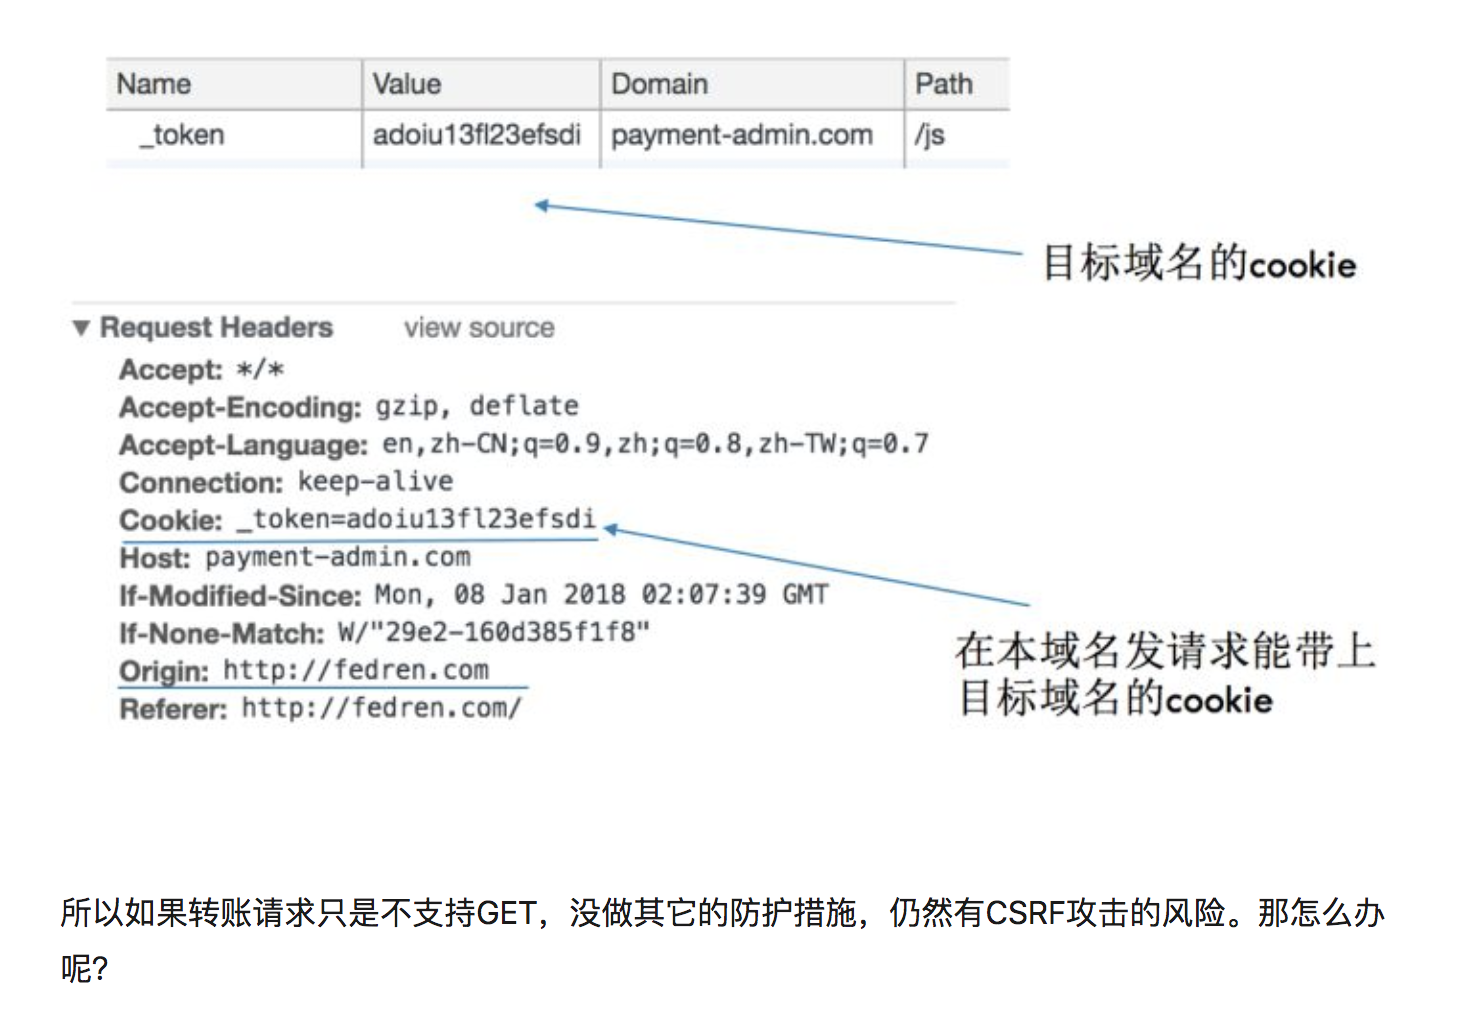 Name Value Domain Path
_token adoiu13fl23efsdi payment-admin.com /js
目标域名的cookie
▼ Request Headers view source
Accept: */*
Accept-Encoding: gzip, deflate
Accept-Language: en,zh-CN;q=0.9,zh;q=0.8,zh-TW;q=0.7
Connection: keep-alive
Cookie: _token=adoiu13fl23efsdi
Host: payment-admin.com
If-Modified-Since: Mon, 08 Jan 2018 02:07:39 GMT
If-None-Match: W/"29e2-160d385f1f8"
Origin: http://fedren.com
Referer: http://fedren.com/
在本域名发请求能带上
目标域名的cookie
所以如果转账请求只是不支持GET，没做其它的防护措施，仍然有CSRF攻击的风险。那怎么办
呢？